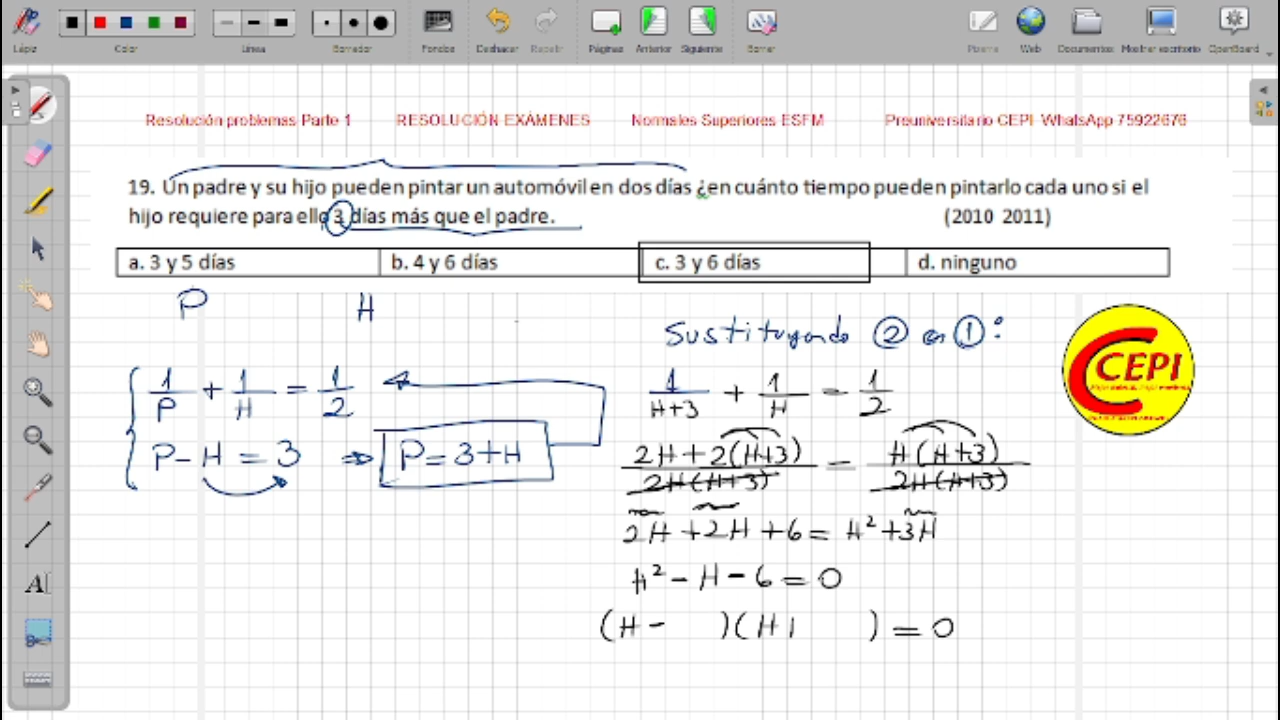 Lápiz Color Línea Borrador Fondos Deshacer Repetir Páginas Anterior Siguiente Borrar Pizarra Web Documentos Mostrar escritorio OpenBoard
Resolución problemas Parte 1 RESOLUCIÓN EXÁMENES Normales Superiores ESFM Preuniversitario CEPI WhatsApp 75922676
19. Un padre y su hijo pueden pintar un automóvil en dos días ¿en cuánto tiempo pueden pintarlo cada uno si el
hijo requiere para ello 3 días más que el padre. (2010 2011)
a. 3 y 5 días b. 4 y 6 días c. 3 y 6 días d. ninguno
P H
Sustituyendo ② en ①:
1/P + 1/H = 1/2
P - H = 3 ⇒ P = 3 + H
1/(H+3) + 1/H = 1/2
(2H + 2(H+3))/(2H(H+3)) = (H(H+3))/(2H(H+3))
2H + 2H + 6 = H² + 3H
H² - H - 6 = 0
(H - )(H + ) = 0
CEPI